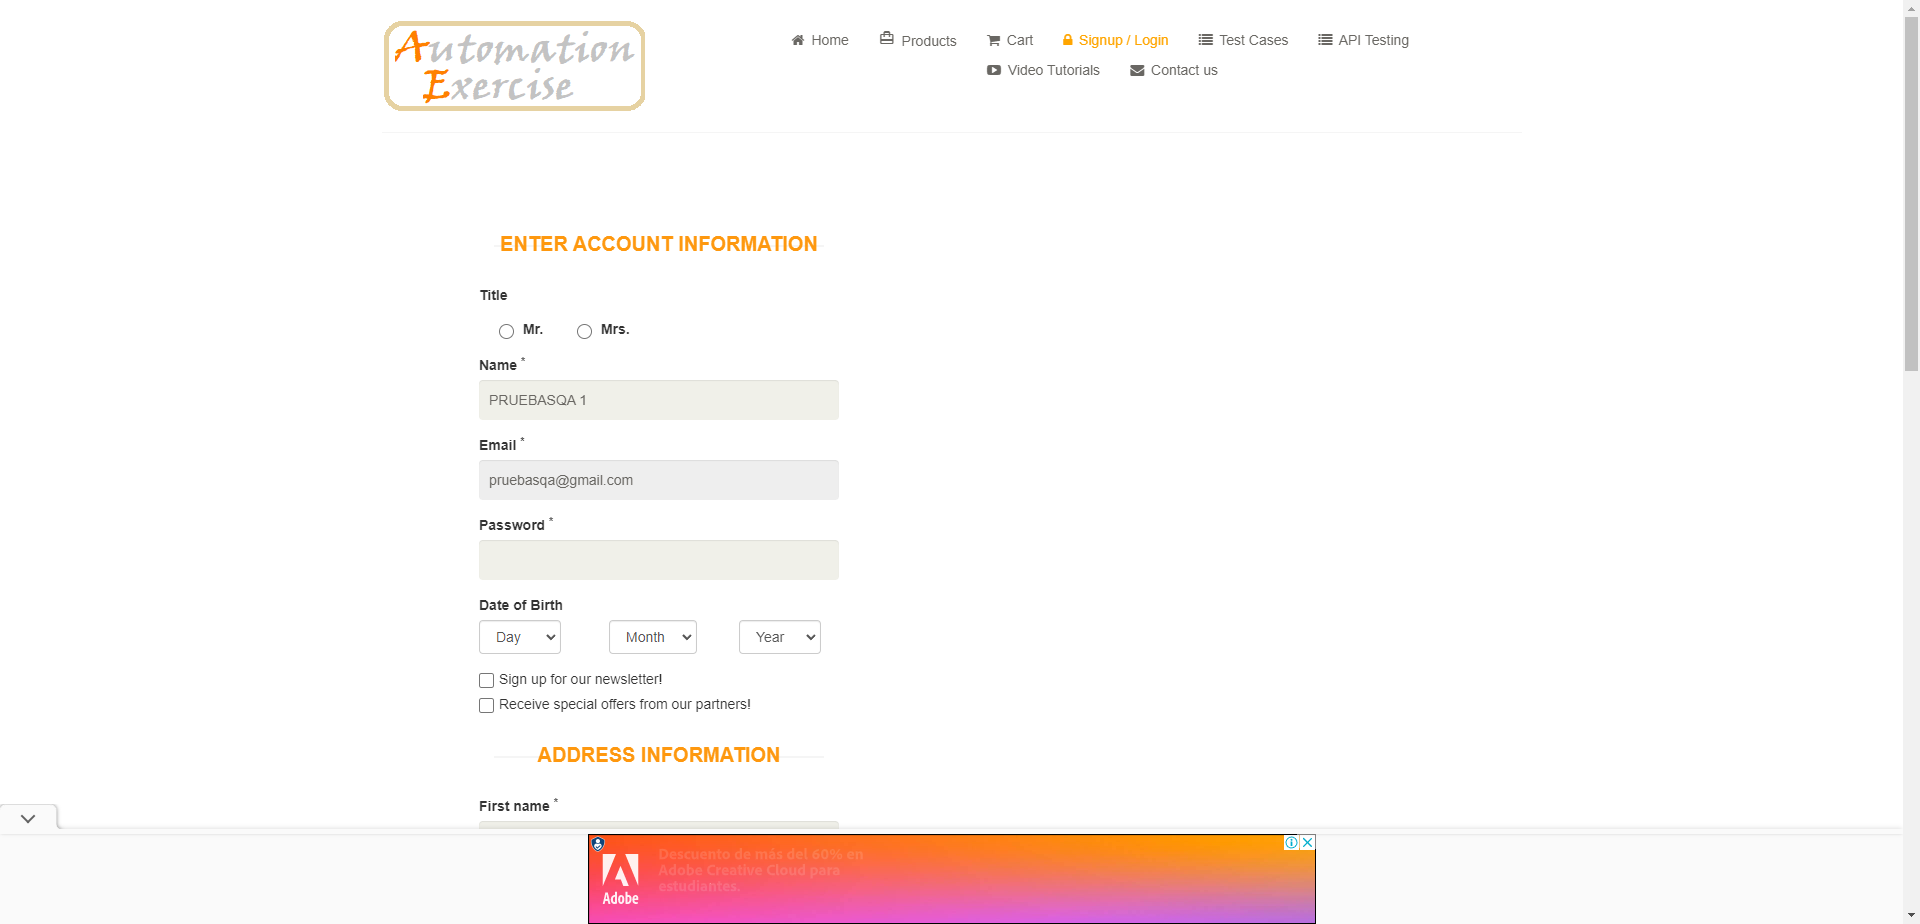 Automation
Exercise
Home
Products
Cart
Signup / Login
Test Cases
API Testing
Video Tutorials
Contact us
ENTER ACCOUNT INFORMATION
Title
Mr.
Mrs.
Name *
PRUEBASQA 1
Email *
pruebasqa@gmail.com
Password *
Date of Birth
Day
Month
Year
Sign up for our newsletter!
Receive special offers from our partners!
ADDRESS INFORMATION
First name *
Descuento de más del 60% en
Adobe Creative Cloud para
estudiantes.
Adobe